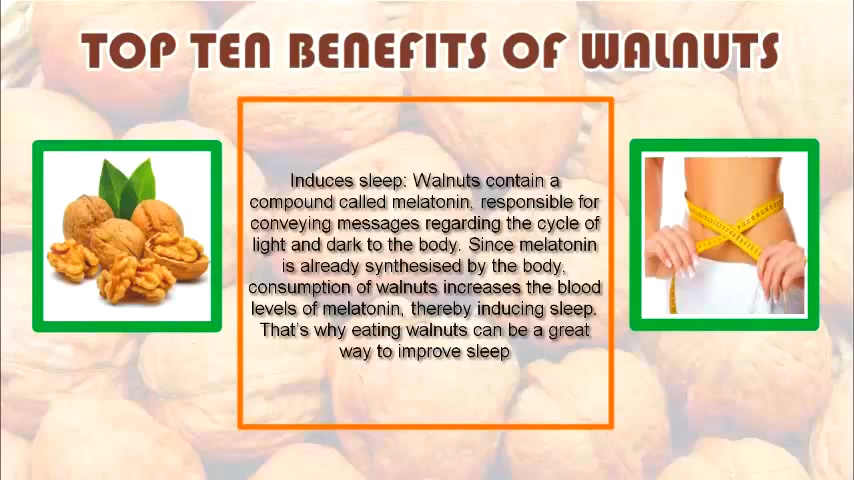 TOP TEN BENEFITS OF WALNUTS
Induces sleep: Walnuts contain a
compound called melatonin, responsible for
conveying messages regarding the cycle of
light and dark to the body. Since melatonin
is already synthesised by the body,
consumption of walnuts increases the blood
levels of melatonin, thereby inducing sleep.
That's why eating walnuts can be a great
way to improve sleep